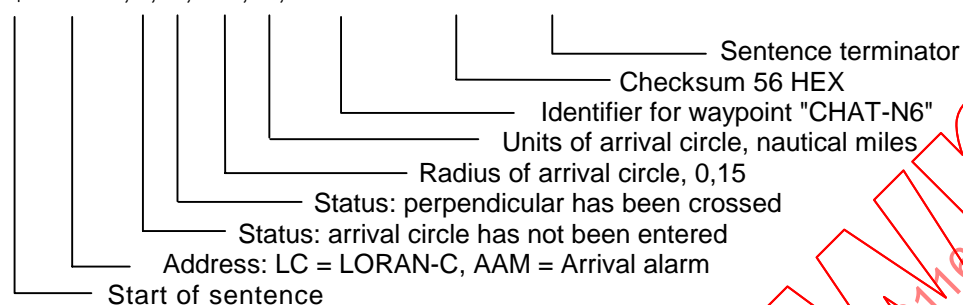 Sentence terminator
Checksum 56 HEX
Identifier for waypoint "CHAT-N6"
Units of arrival circle, nautical miles
Radius of arrival circle, 0,15
Status: perpendicular has been crossed
Status: arrival circle has not been entered
Address: LC = LORAN-C, AAM = Arrival alarm
Start of sentence